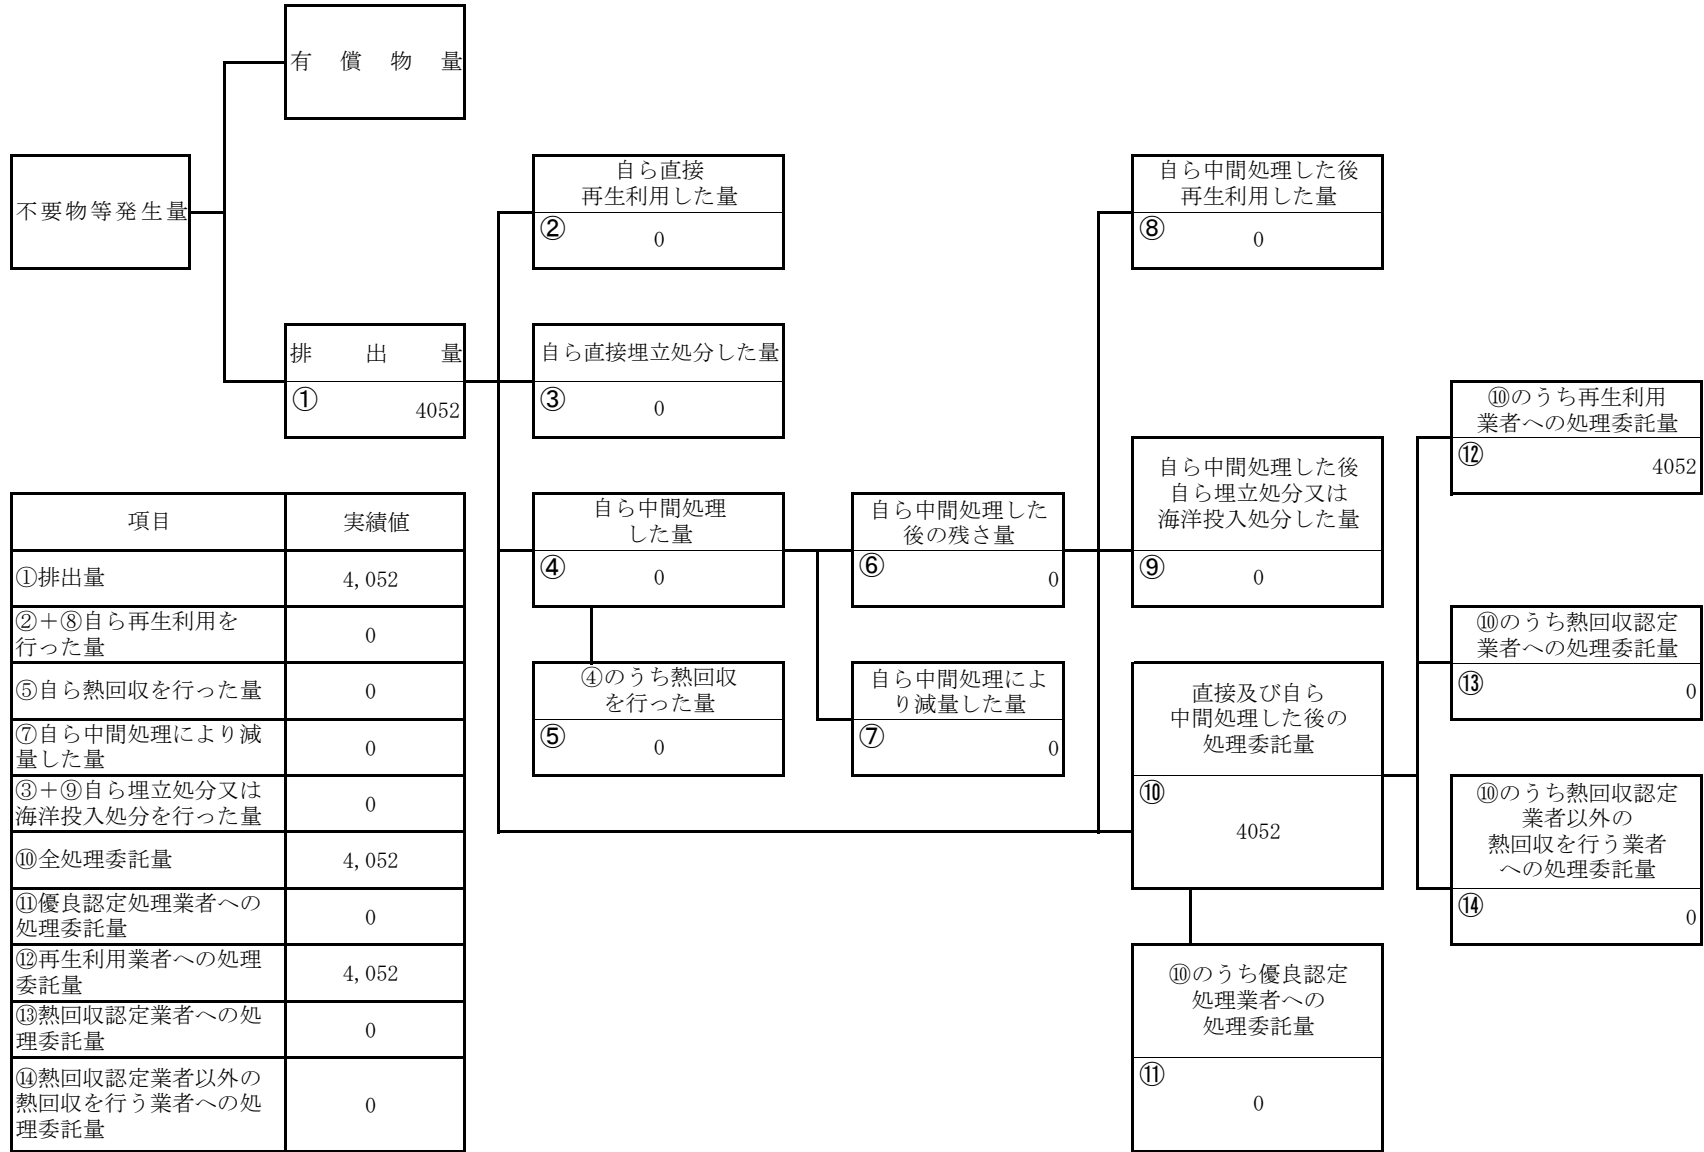 有償物量
不要物等発生量
排出量
①
4052
自ら直接
再生利用した量
②
0
自ら直接埋立処分した量
③
0
自ら中間処理
した量
④
0
④のうち熱回収
を行った量
⑤
0
自ら中間処理した
後の残さ量
⑥
0
自ら中間処理によ
り減量した量
⑦
0
自ら中間処理した後
再生利用した量
⑧
0
自ら中間処理した後
自ら埋立処分又は
海洋投入処分した量
⑨
0
直接及び自ら
中間処理した後の
処理委託量
⑩
4052
⑩のうち優良認定
処理業者への
処理委託量
⑪
0
⑩のうち再生利用
業者への処理委託量
⑫
4052
⑩のうち熱回収認定
業者への処理委託量
⑬
0
⑩のうち熱回収認定
業者以外の
熱回収を行う業者
への処理委託量
⑭
0
項目 実績値
①排出量 4,052
②＋⑧自ら再生利用を
行った量 0
⑤自ら熱回収を行った量 0
⑦自ら中間処理により減
量した量 0
③＋⑨自ら埋立処分又は
海洋投入処分を行った量 0
⑩全処理委託量 4,052
⑪優良認定処理業者への
処理委託量 0
⑫再生利用業者への処理
委託量 4,052
⑬熱回収認定業者への処
理委託量 0
⑭熱回収認定業者以外の
熱回収を行う業者への処
理委託量 0